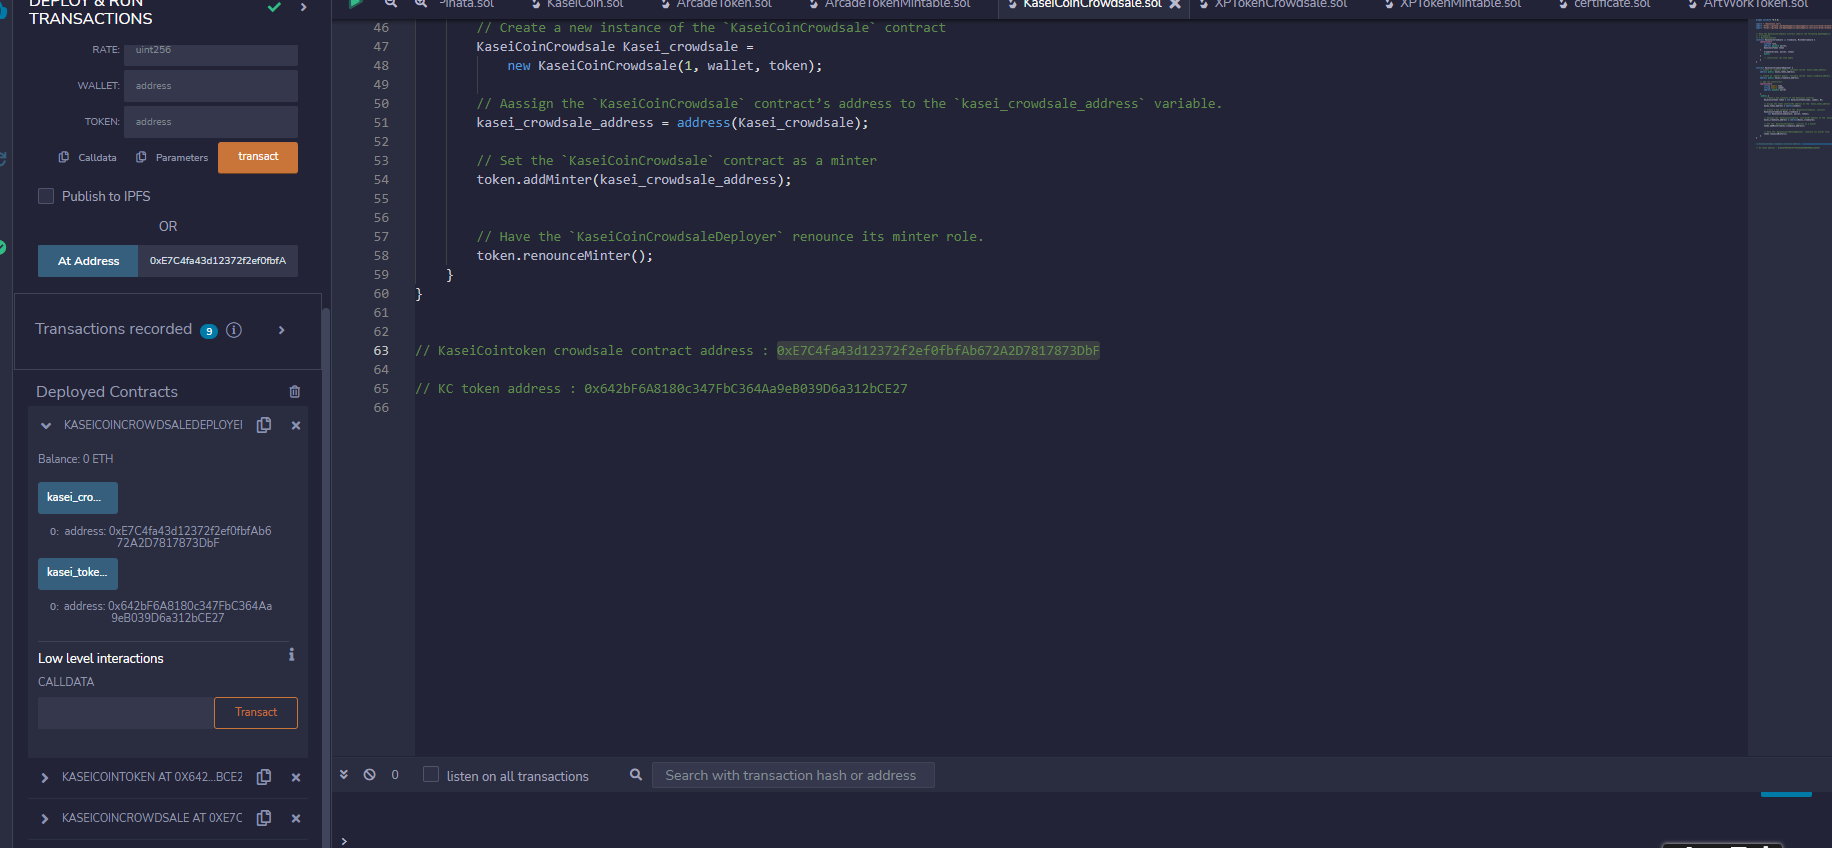 DEPLOY & RUN
TRANSACTIONS
RATE: uint256
WALLET: address
TOKEN: address
Calldata Parameters transact
Publish to IPFS
OR
At Address 0xE7C4fa43d12372f2ef0fbfA
Transactions recorded 9 i
Deployed Contracts
KASEICOINCROWDSALEDEPLOYE
Balance: 0 ETH
kasei_cro...
0: address: 0xE7C4fa43d12372f2ef0fbfAb6
72A2D7817873DbF
kasei_toke...
0: address: 0x642bF6A8180c347FbC364Aa
9eB039D6a312bCE27
Low level interactions
CALLDATA
Transact
KASEICOINTOKEN AT 0X642...BCE2
KASEICOINCROWDSALE AT 0XE7C
inata.sol KaseiCoin.sol ArcadeToken.sol ArcadeTokenMintable.sol KaseiCoinCrowdsale.sol XPTokenCrowdsale.sol XPTokenMintable.sol certificate.sol ArtWorkToken.sol
46 // Create a new instance of the `KaseiCoinCrowdsale` contract
47 KaseiCoinCrowdsale Kasei_crowdsale =
48 new KaseiCoinCrowdsale(1, wallet, token);
49
50 // Aassign the `KaseiCoinCrowdsale` contract’s address to the `kasei_crowdsale_address` variable.
51 kasei_crowdsale_address = address(Kasei_crowdsale);
52
53 // Set the `KaseiCoinCrowdsale` contract as a minter
54 token.addMinter(kasei_crowdsale_address);
55
56
57 // Have the `KaseiCoinCrowdsaleDeployer` renounce its minter role.
58 token.renounceMinter();
59 }
60 }
61
62
63 // KaseiCointoken crowdsale contract address : 0xE7C4fa43d12372f2ef0fbfAb672A2D7817873DbF
64
65 // KC token address : 0x642bF6A8180c347FbC364Aa9eB039D6a312bCE27
66
0 listen on all transactions Search with transaction hash or address
>